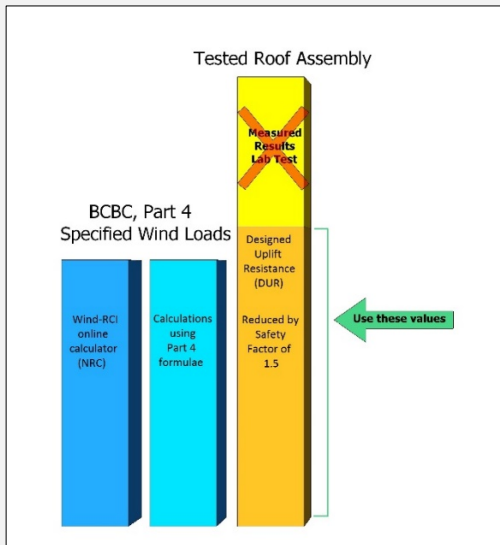 Tested Roof Assembly
Measured
Results
Lab Test
BCBC, Part 4
Specified Wind Loads
Wind-RCI
online
calculator
(NRC)
Calculations
using
Part 4
formulae
Designed
Uplift
Resistance
(DUR)
Reduced by
Safety
Factor of
1.5
Use these values